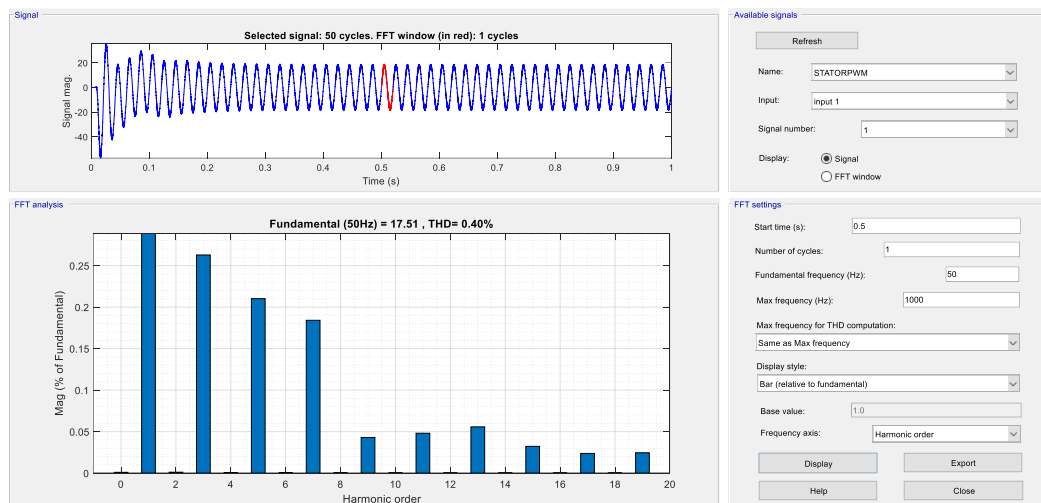 Signal
Selected signal: 50 cycles. FFT window (in red): 1 cycles
20
0
-20
-40
Signal mag.
0 0.1 0.2 0.3 0.4 0.5 0.6 0.7 0.8 0.9 1
Time (s)
Available signals
Refresh
Name: STATORPWM
Input: input 1
Signal number: 1
Display: Signal
FFT window
FFT analysis
Fundamental (50Hz) = 17.51 , THD= 0.40%
0.25
0.2
0.15
0.1
0.05
0
Mag (% of Fundamental)
0 2 4 6 8 10 12 14 16 18 20
Harmonic order
FFT settings
Start time (s): 0.5
Number of cycles: 1
Fundamental frequency (Hz): 50
Max frequency (Hz): 1000
Max frequency for THD computation:
Same as Max frequency
Display style:
Bar (relative to fundamental)
Base value: 1.0
Frequency axis: Harmonic order
Display Export
Help Close